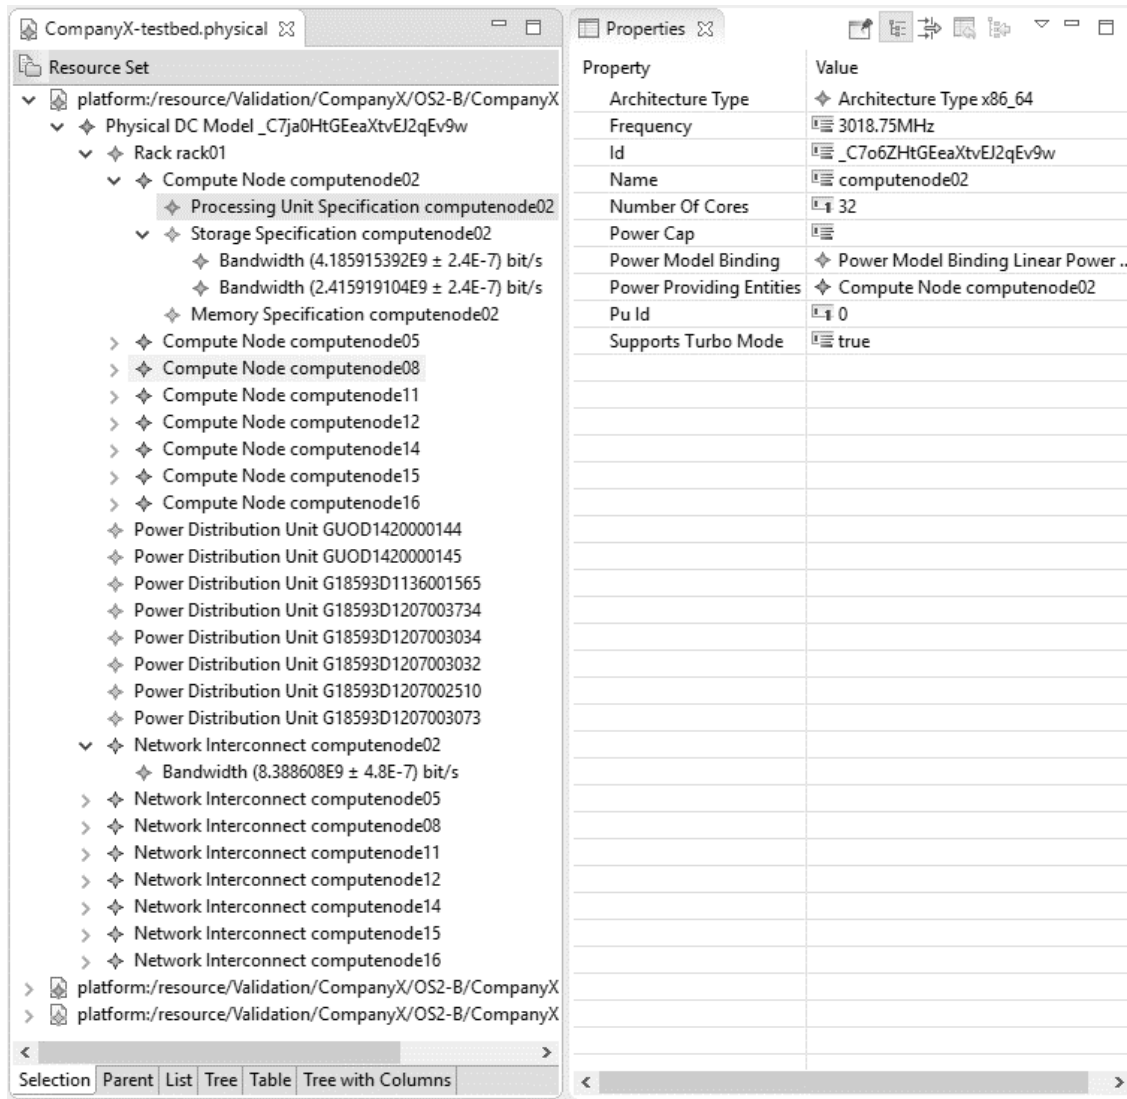 CompanyX-testbed.physical
Resource Set
platform:/resource/Validation/CompanyX/OS2-B/CompanyX
Physical DC Model _C7ja0HtGEeaXtvEJ2qEv9w
Rack rack01
Compute Node computenode02
Processing Unit Specification computenode02
Storage Specification computenode02
Bandwidth (4.185915392E9 ± 2.4E-7) bit/s
Bandwidth (2.415919104E9 ± 2.4E-7) bit/s
Memory Specification computenode02
Compute Node computenode05
Compute Node computenode08
Compute Node computenode11
Compute Node computenode12
Compute Node computenode14
Compute Node computenode15
Compute Node computenode16
Power Distribution Unit GUOD1420000144
Power Distribution Unit GUOD1420000145
Power Distribution Unit G18593D1136001565
Power Distribution Unit G18593D1207003734
Power Distribution Unit G18593D1207003034
Power Distribution Unit G18593D1207003032
Power Distribution Unit G18593D1207002510
Power Distribution Unit G18593D1207003073
Network Interconnect computenode02
Bandwidth (8.388608E9 ± 4.8E-7) bit/s
Network Interconnect computenode05
Network Interconnect computenode08
Network Interconnect computenode11
Network Interconnect computenode12
Network Interconnect computenode14
Network Interconnect computenode15
Network Interconnect computenode16
platform:/resource/Validation/CompanyX/OS2-B/CompanyX
platform:/resource/Validation/CompanyX/OS2-B/CompanyX
Selection Parent List Tree Table Tree with Columns
Properties
Property Value
Architecture Type Architecture Type x86_64
Frequency 3018.75MHz
Id _C7o6ZHtGEeaXtvEJ2qEv9w
Name computenode02
Number Of Cores 32
Power Cap
Power Model Binding Power Model Binding Linear Power ..
Power Providing Entities Compute Node computenode02
Pu Id 0
Supports Turbo Mode true